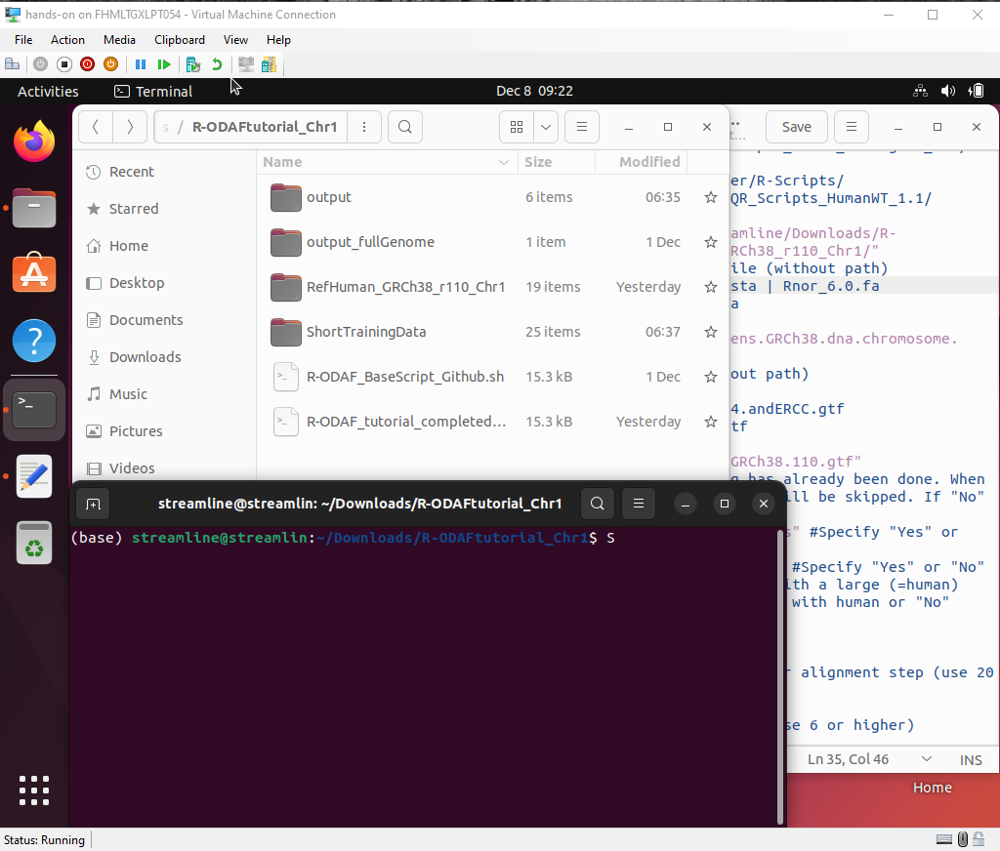 hands-on on FHMLTGXLPT054 - Virtual Machine Connection
File Action Media Clipboard View Help
Activities Terminal Dec 8 09:22
s / R-ODAFtutorial_Chr1
Save
Name Size Modified
Recent
Starred
Home
Desktop
Documents
Downloads
Music
Pictures
Videos
output 6 items 06:35
output_fullGenome 1 item 1 Dec
RefHuman_GRCh38_r110_Chr1 19 items Yesterday
ShortTrainingData 25 items 06:37
R-ODAF_BaseScript_Github.sh 15.3 kB 1 Dec
R-ODAF_tutorial_completed... 15.3 kB Yesterday
er/R-Scripts/
QR_Scripts_HumanWT_1.1/
amline/Downloads/R-
RCh38_r110_Chr1/"
ile (without path)
sta | Rnor_6.0.fa
a
ens.GRCh38.dna.chromosome.
out path)
4.andERCC.gtf
tf
GRCh38.110.gtf"
g has already been done. When
ill be skipped. If "No"
s" #Specify "Yes" or
#Specify "Yes" or "No"
ith a large (=human)
with human or "No"
r alignment step (use 20
se 6 or higher)
Ln 35, Col 46 INS
streamline@streamlin: ~/Downloads/R-ODAFtutorial_Chr1
(base) streamline@streamlin:~/Downloads/R-ODAFtutorial_Chr1$ S
Home
Status: Running